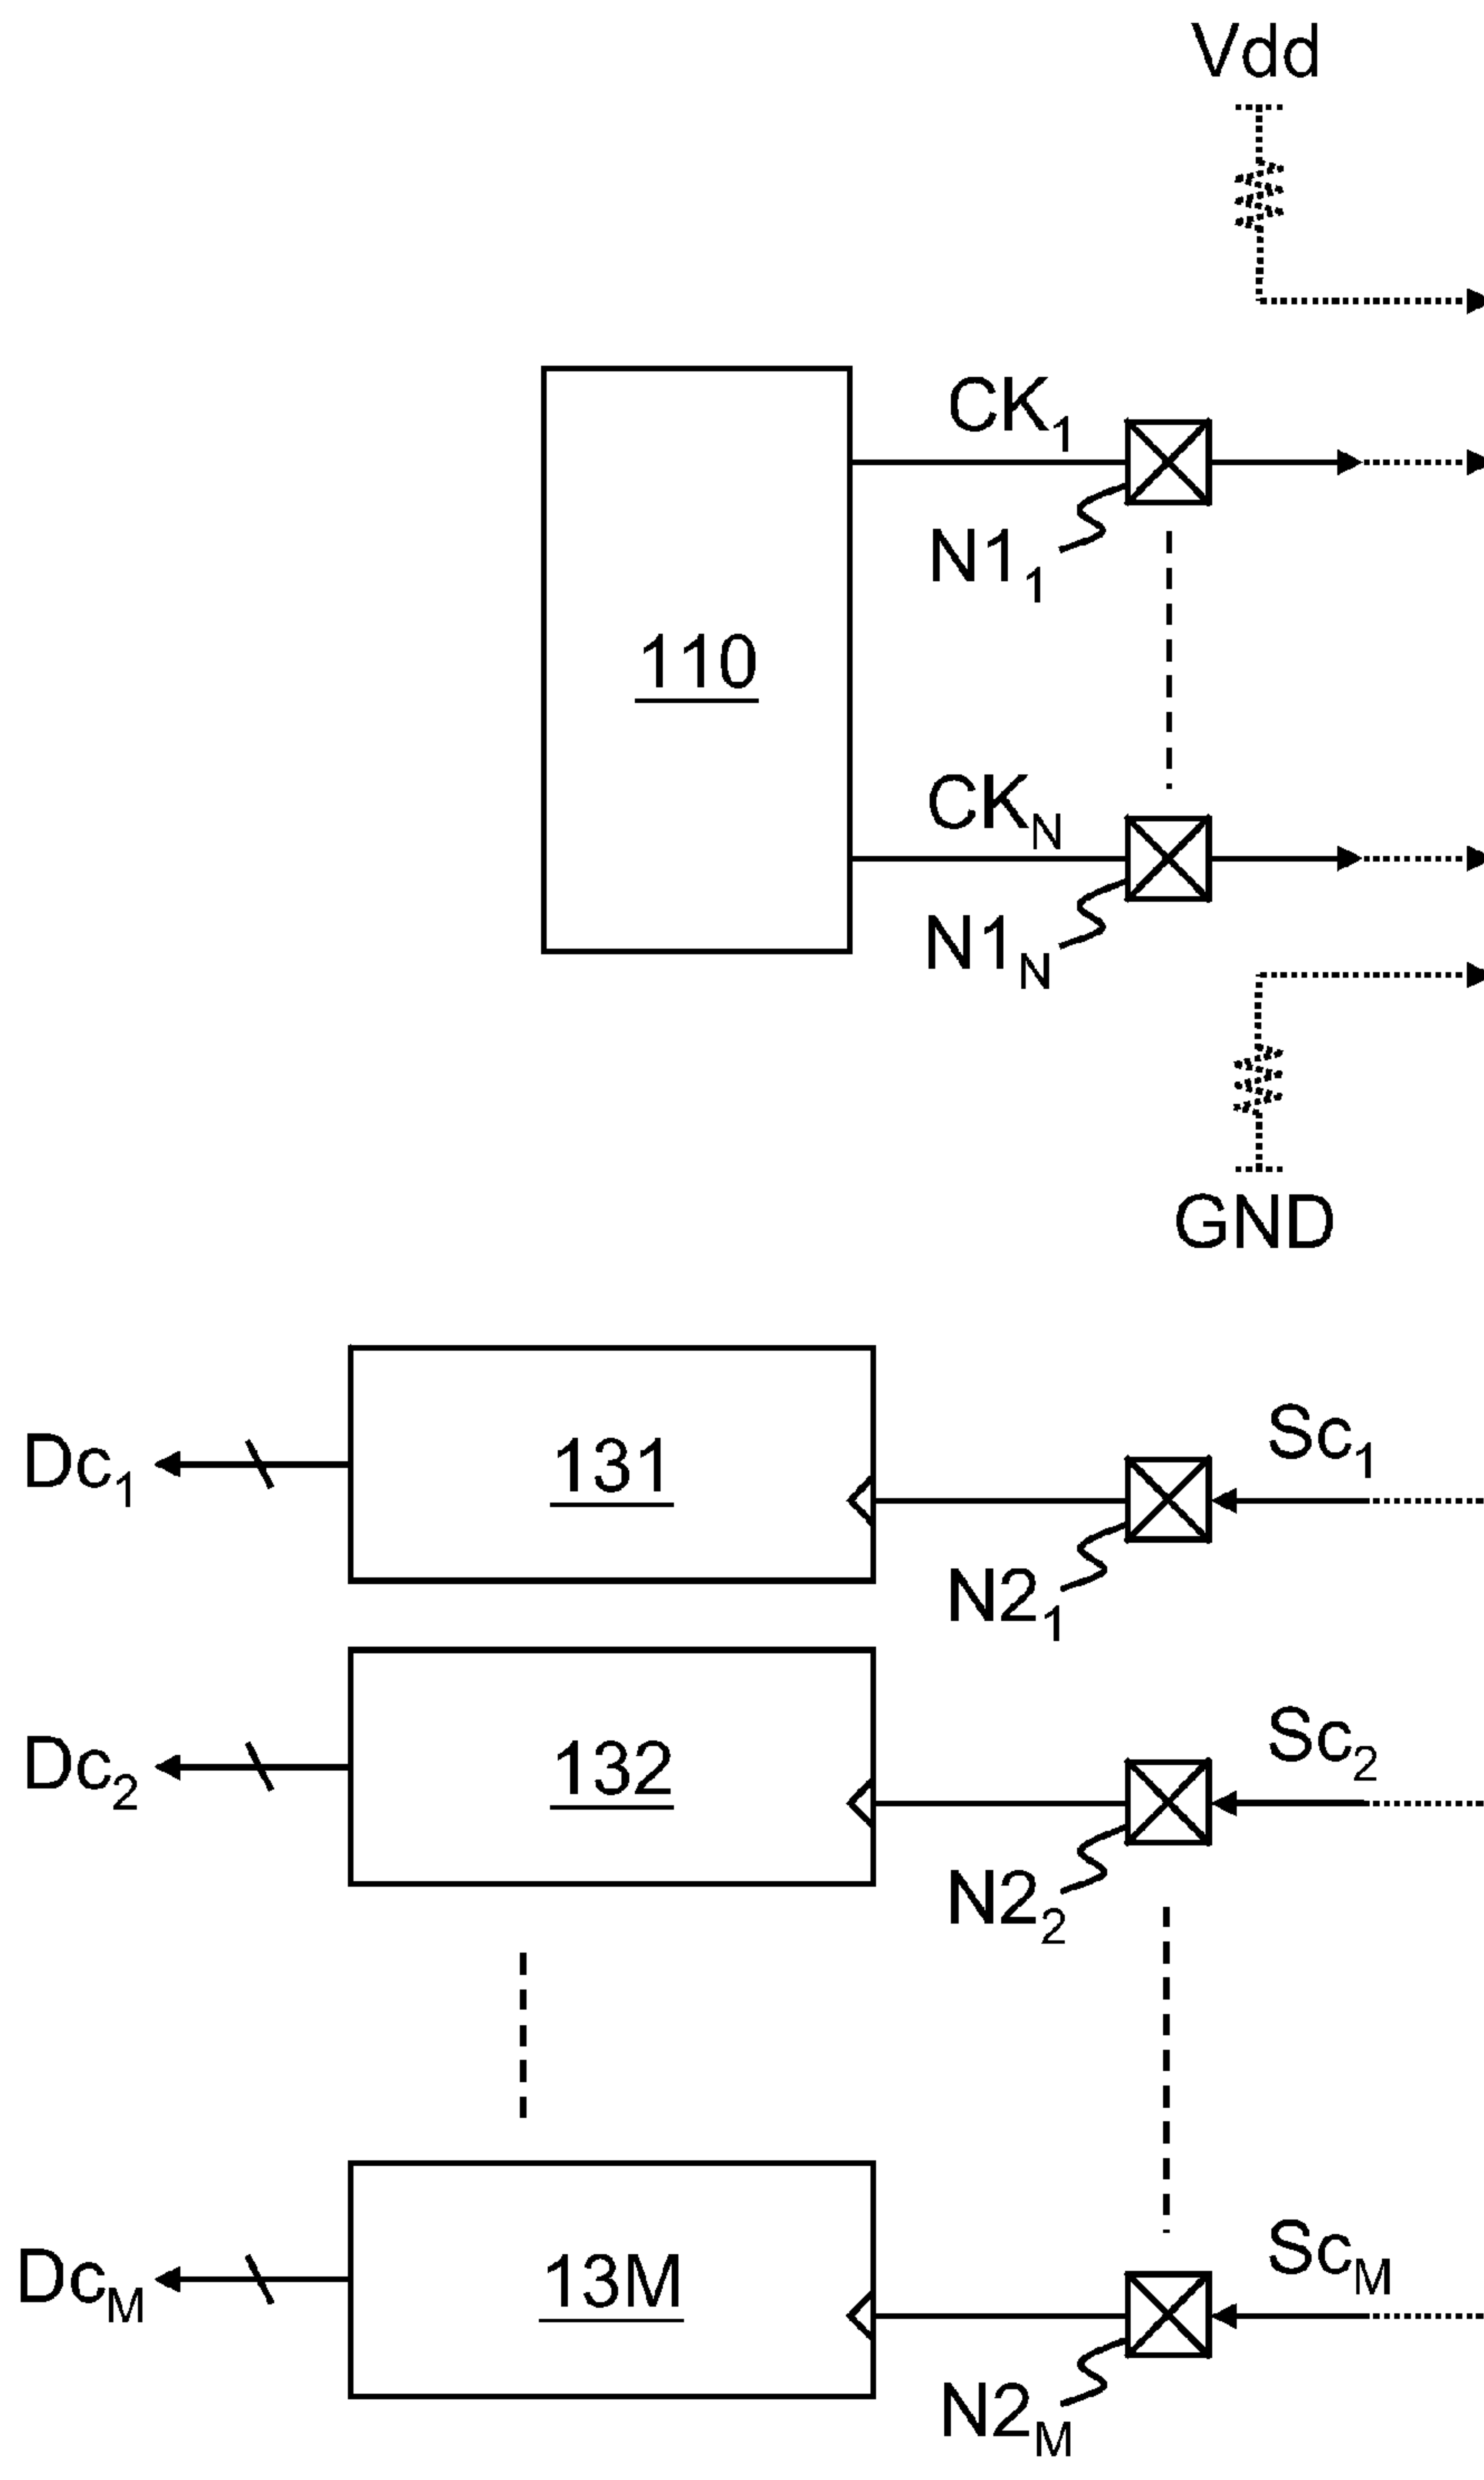 Vdd
CK1
N11
110
CKN
N1N
GND
Sc1
Dc1
131
N21
Sc2
Dc2
132
N22
ScM
DcM
13M
N2M